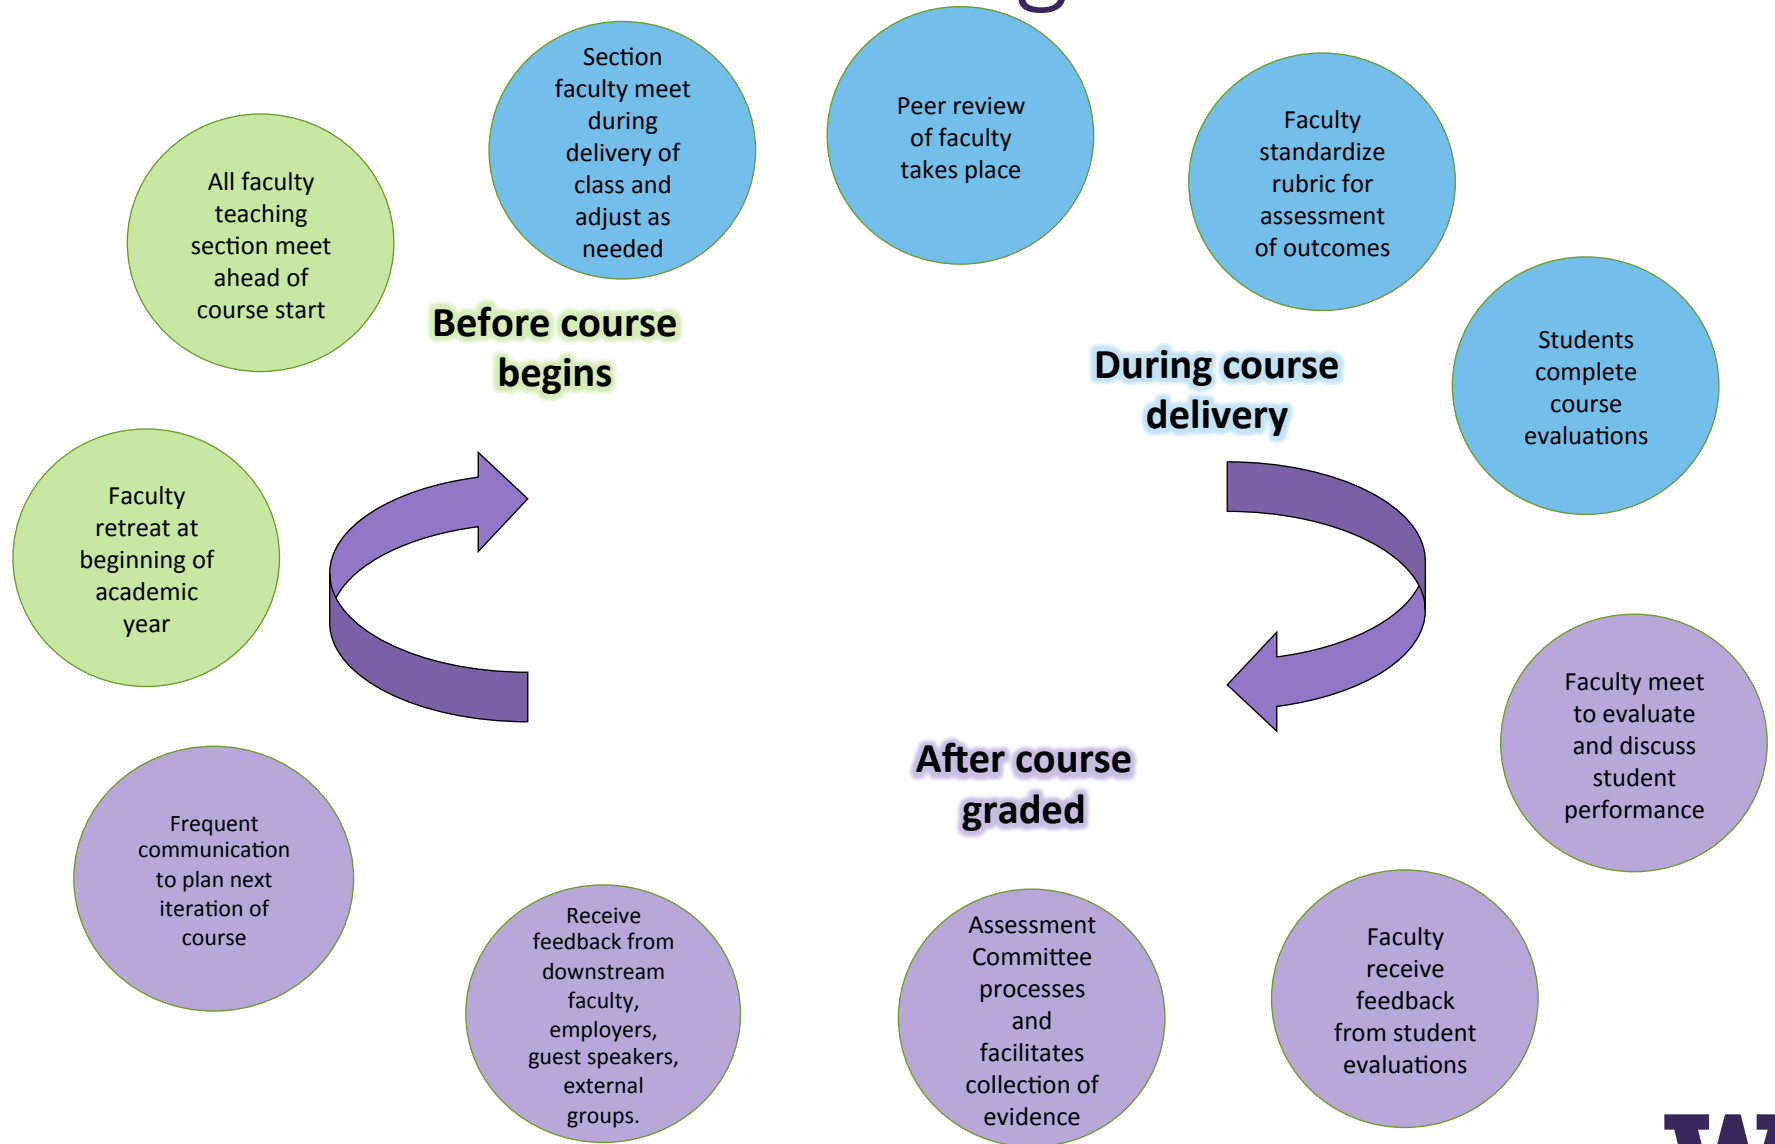 Section
faculty meet
during
delivery of
class and
adjust as
needed
Peer review
of faculty
takes place
Faculty
standardize
rubric for
assessment
of outcomes
All faculty
teaching
section meet
ahead of
course start
Before course
begins
During course
delivery
Students
complete
course
evaluations
Faculty
retreat at
beginning of
academic
year
Faculty meet
to evaluate
and discuss
student
performance
After course
graded
Frequent
communication
to plan next
iteration of
course
Receive
feedback from
downstream
faculty,
employers,
guest speakers,
external
groups.
Assessment
Committee
processes
and
facilitates
collection of
evidence
Faculty
receive
feedback
from student
evaluations
W